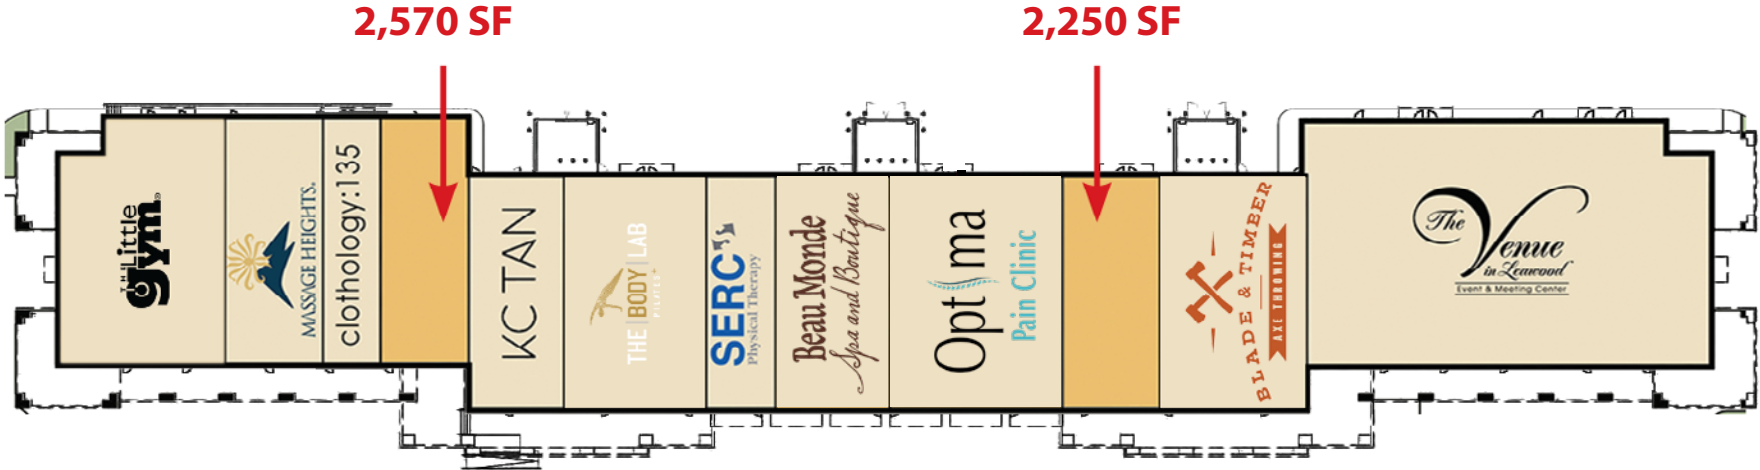 2,570 SF
2,250 SF
THE Little
gym®
MASSAGE HEIGHTS.
clothology:135
KC TAN
THE|BODY|LAB
PILATES
SERC
Physical Therapy
Beau Monde
Spa and Boutique
Optima
Pain Clinic
BLADE & TIMBER
AXE THROWING
The
Venue
in Leawood
Event & Meeting Center